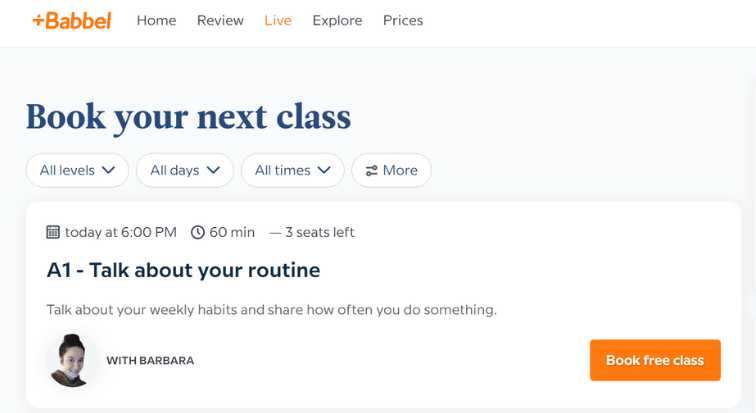 +Babbel Home Review Live Explore Prices
Book your next class
All levels All days All times More
today at 6:00 PM 60 min — 3 seats left
A1 - Talk about your routine
Talk about your weekly habits and share how often you do something.
WITH BARBARA
Book free class